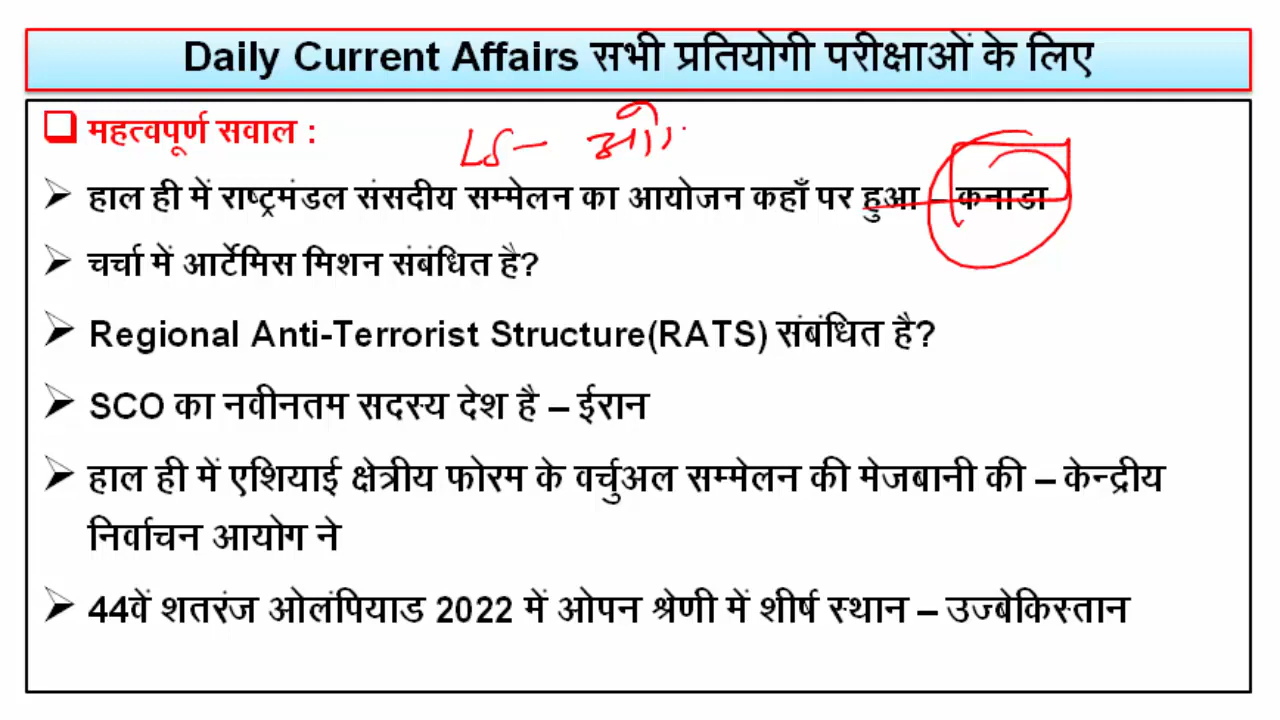 Daily Current Affairs सभी प्रतियोगी परीक्षाओं के लिए
महत्वपूर्ण सवाल :
LS -
हाल ही में राष्ट्रमंडल संसदीय सम्मेलन का आयोजन कहाँ पर हुआ – कनाडा
चर्चा में आर्टेमिस मिशन संबंधित है?
Regional Anti-Terrorist Structure(RATS) संबंधित है?
SCO का नवीनतम सदस्य देश है – ईरान
हाल ही में एशियाई क्षेत्रीय फोरम के वर्चुअल सम्मेलन की मेजबानी की – केन्द्रीय
निर्वाचन आयोग ने
44वें शतरंज ओलंपियाड 2022 में ओपन श्रेणी में शीर्ष स्थान – उज्बेकिस्तान